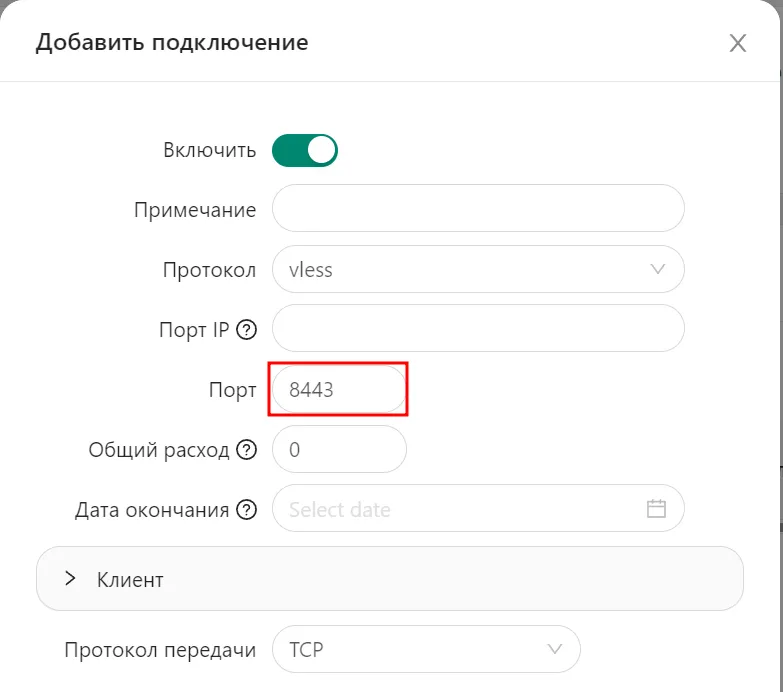 Добавить подключение
Включить
Примечание
Протокол vless
Порт IP ?
Порт 8443
Общий расход ? 0
Дата окончания ? Select date
Клиент
Протокол передачи TCP